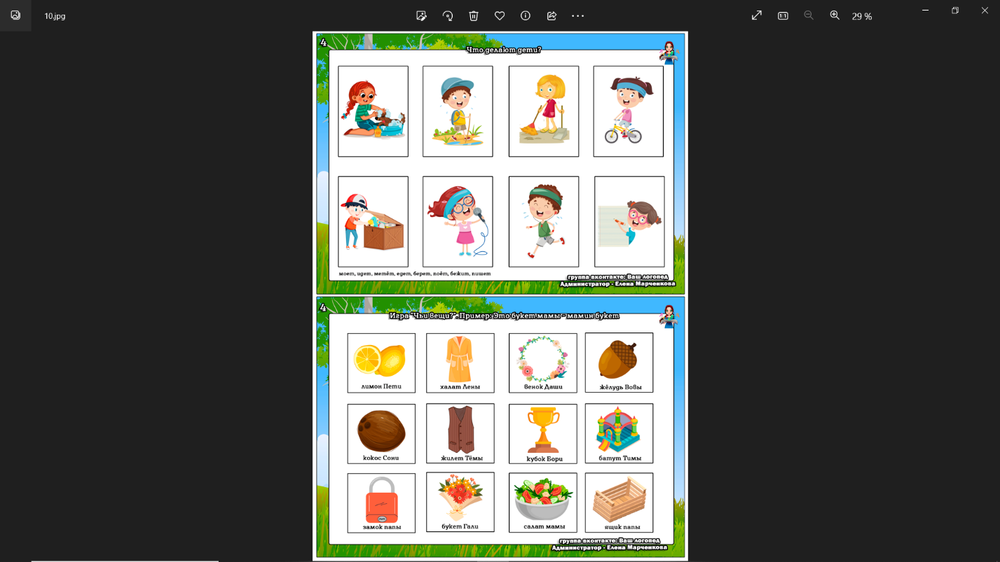 10.jpg
29 %
4
Что делают дети?
моет, идет, метёт, едет, берет, поёт, бежит, пишет
группа вконтакте: Ваш логопед
Администратор - Елена Марченкова
4
Игра "Чьи вещи?". Пример: Это букет мамы - мамин букет
лимон Пети
халат Лены
венок Даши
жёлудь Вовы
кокос Сони
жилет Тёмы
кубок Бори
батут Тимы
замок папы
букет Гали
салат мамы
ящик папы
группа вконтакте: Ваш логопед
Администратор - Елена Марченкова